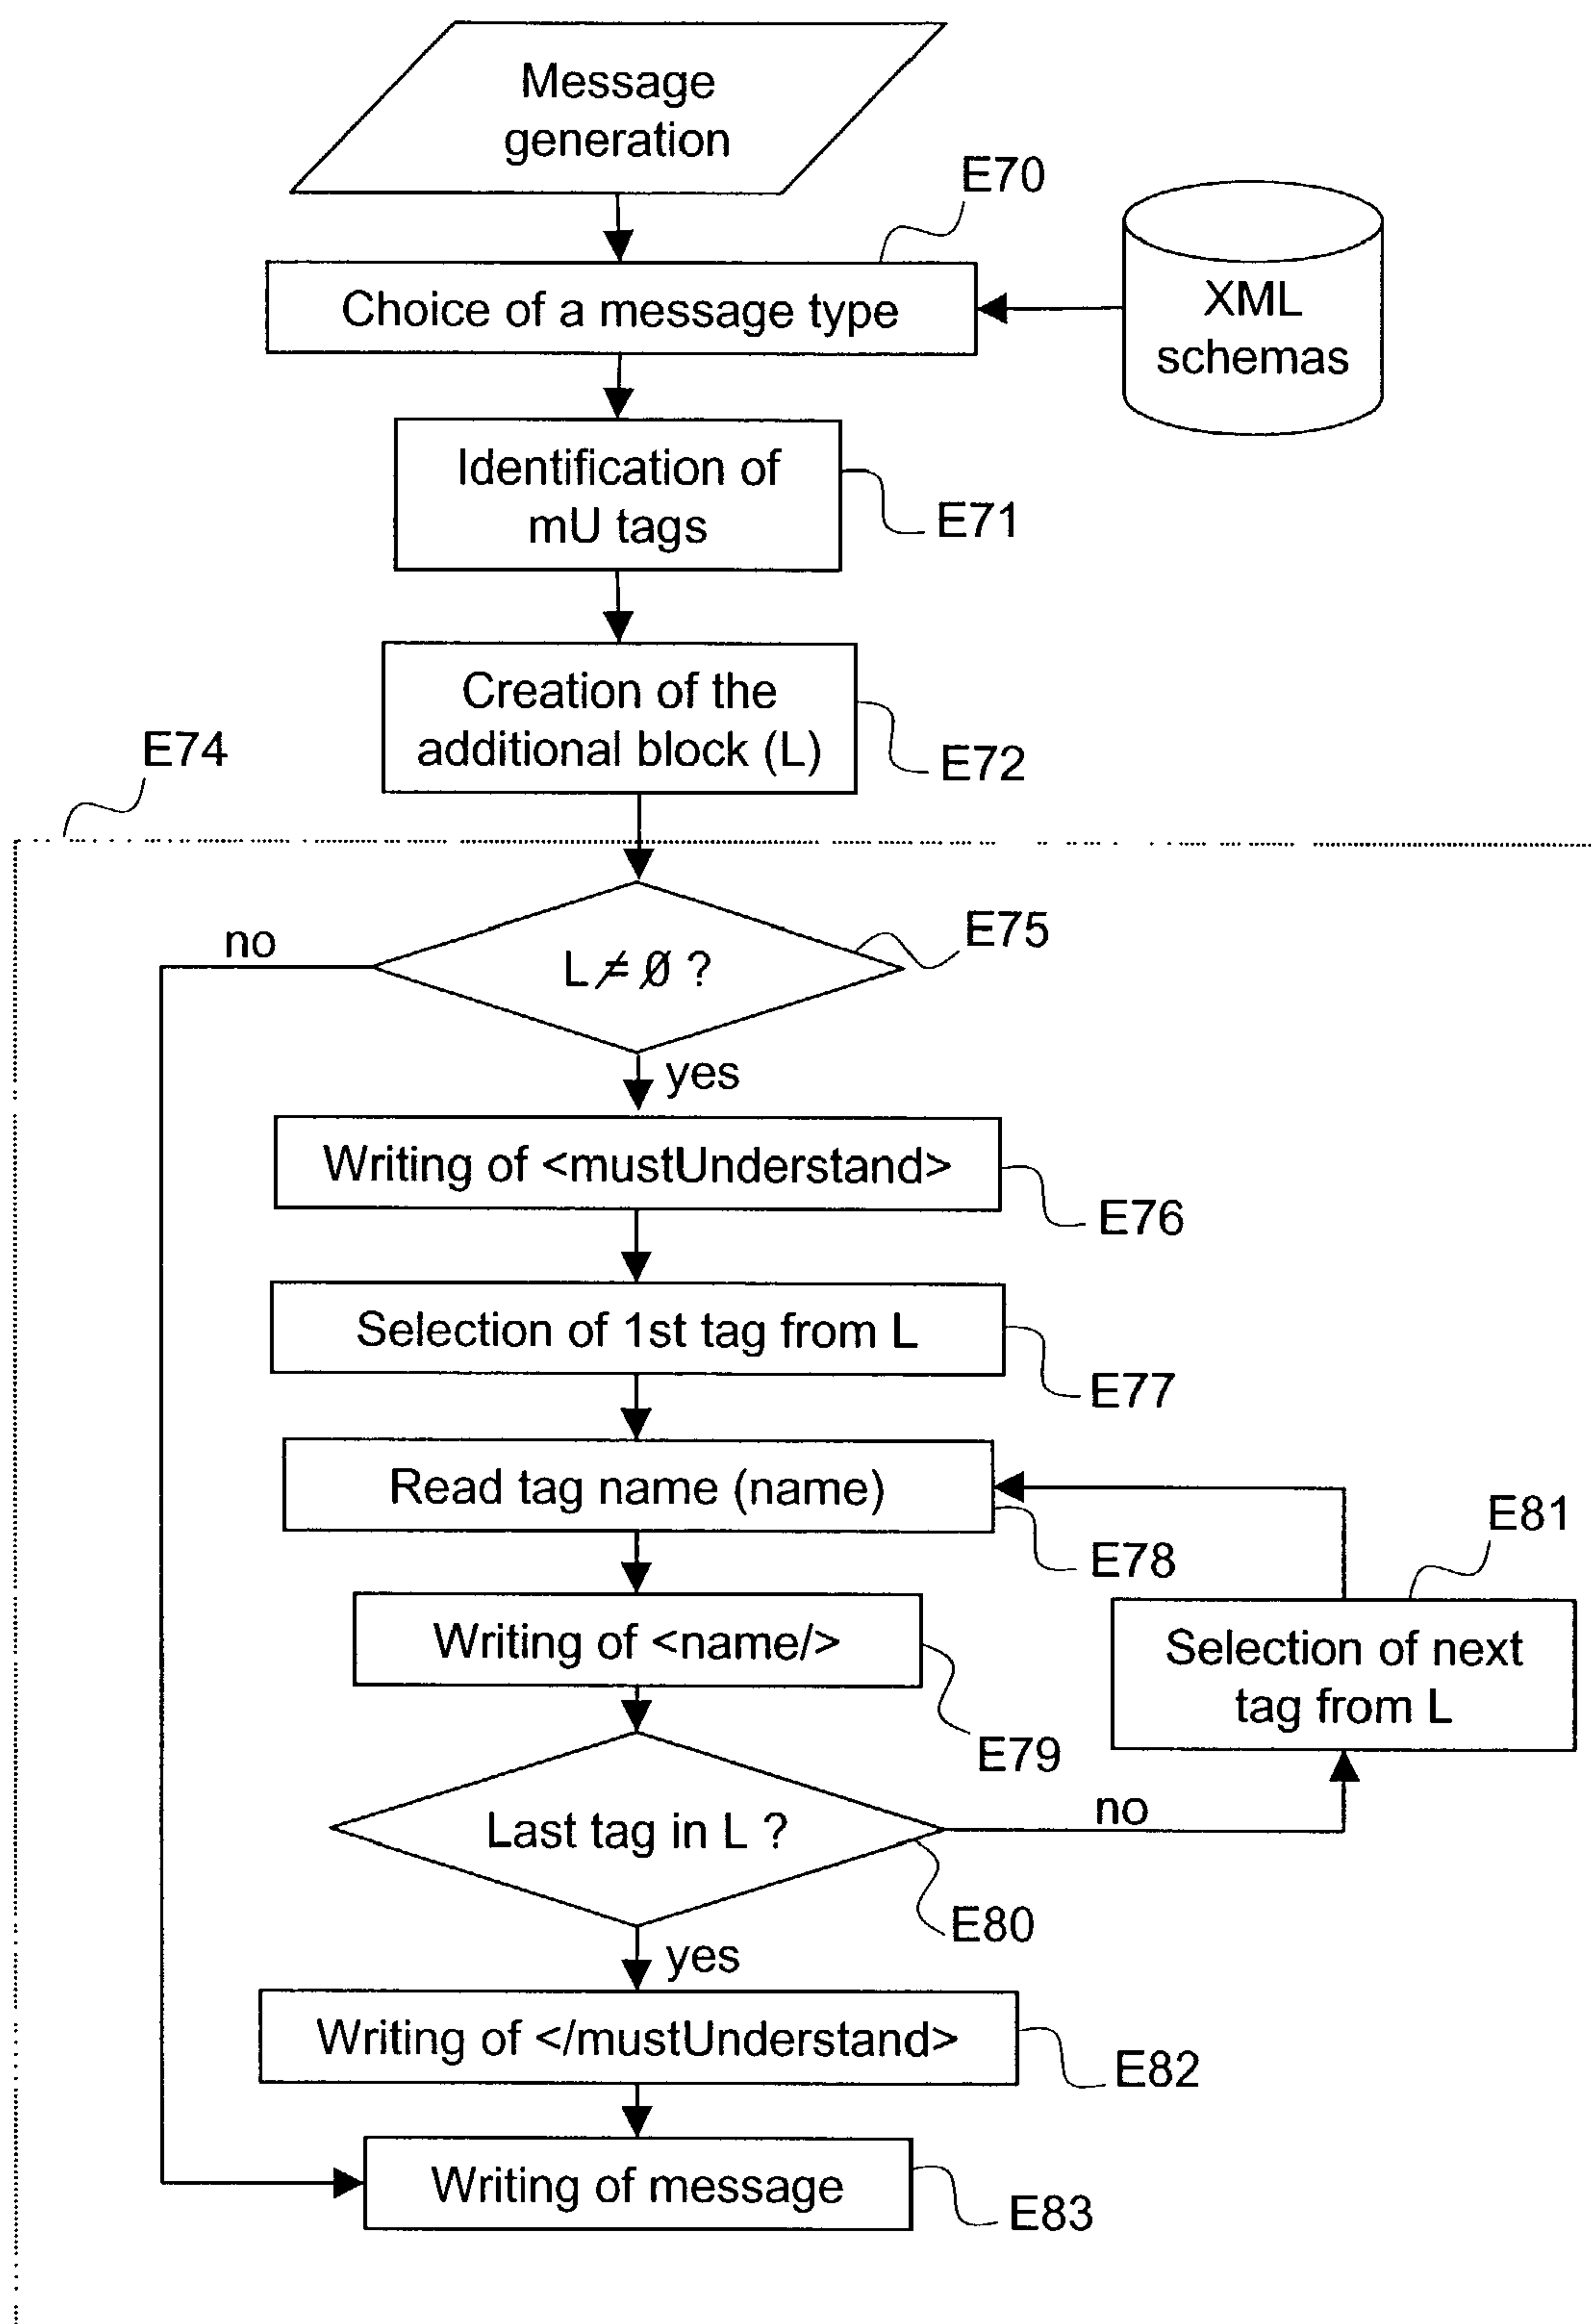 Message
generation
E70
Choice of a message type
XML
schemas
Identification of
mU tags
E71
Creation of the
additional block (L)
E72
E74
no
L ≠ Ø ?
E75
yes
Writing of <mustUnderstand>
E76
Selection of 1st tag from L
E77
Read tag name (name)
E78
E81
Writing of <name/>
E79
Selection of next
tag from L
Last tag in L ?
no
E80
yes
Writing of </mustUnderstand>
E82
Writing of message
E83